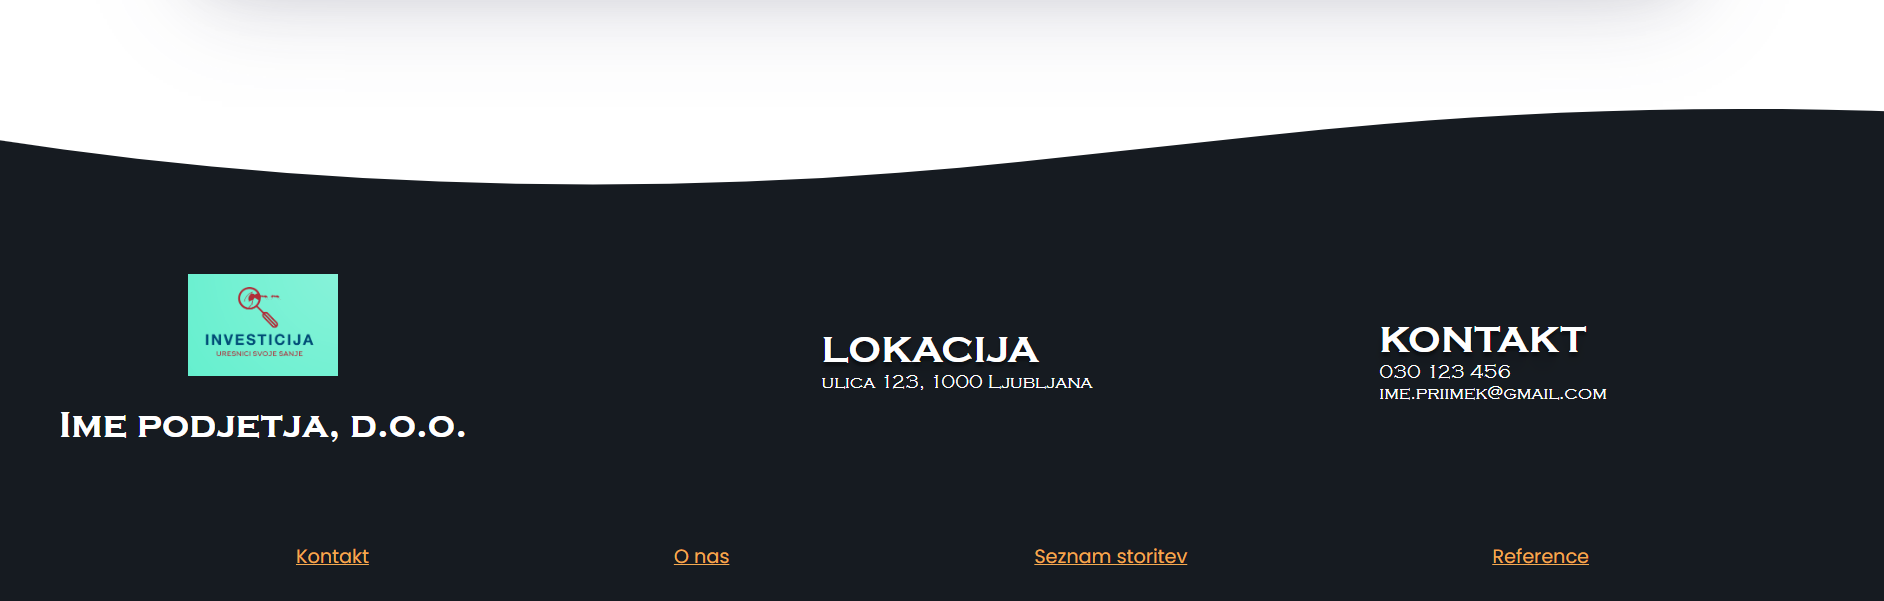 INVESTICIJA
URESNICI SVOJE SANJE
Ime podjetja, d.o.o.
LOKACIJA
ulica 123, 1000 Ljubljana
KONTAKT
030 123 456
ime.priimek@gmail.com
Kontakt
O nas
Seznam storitev
Reference